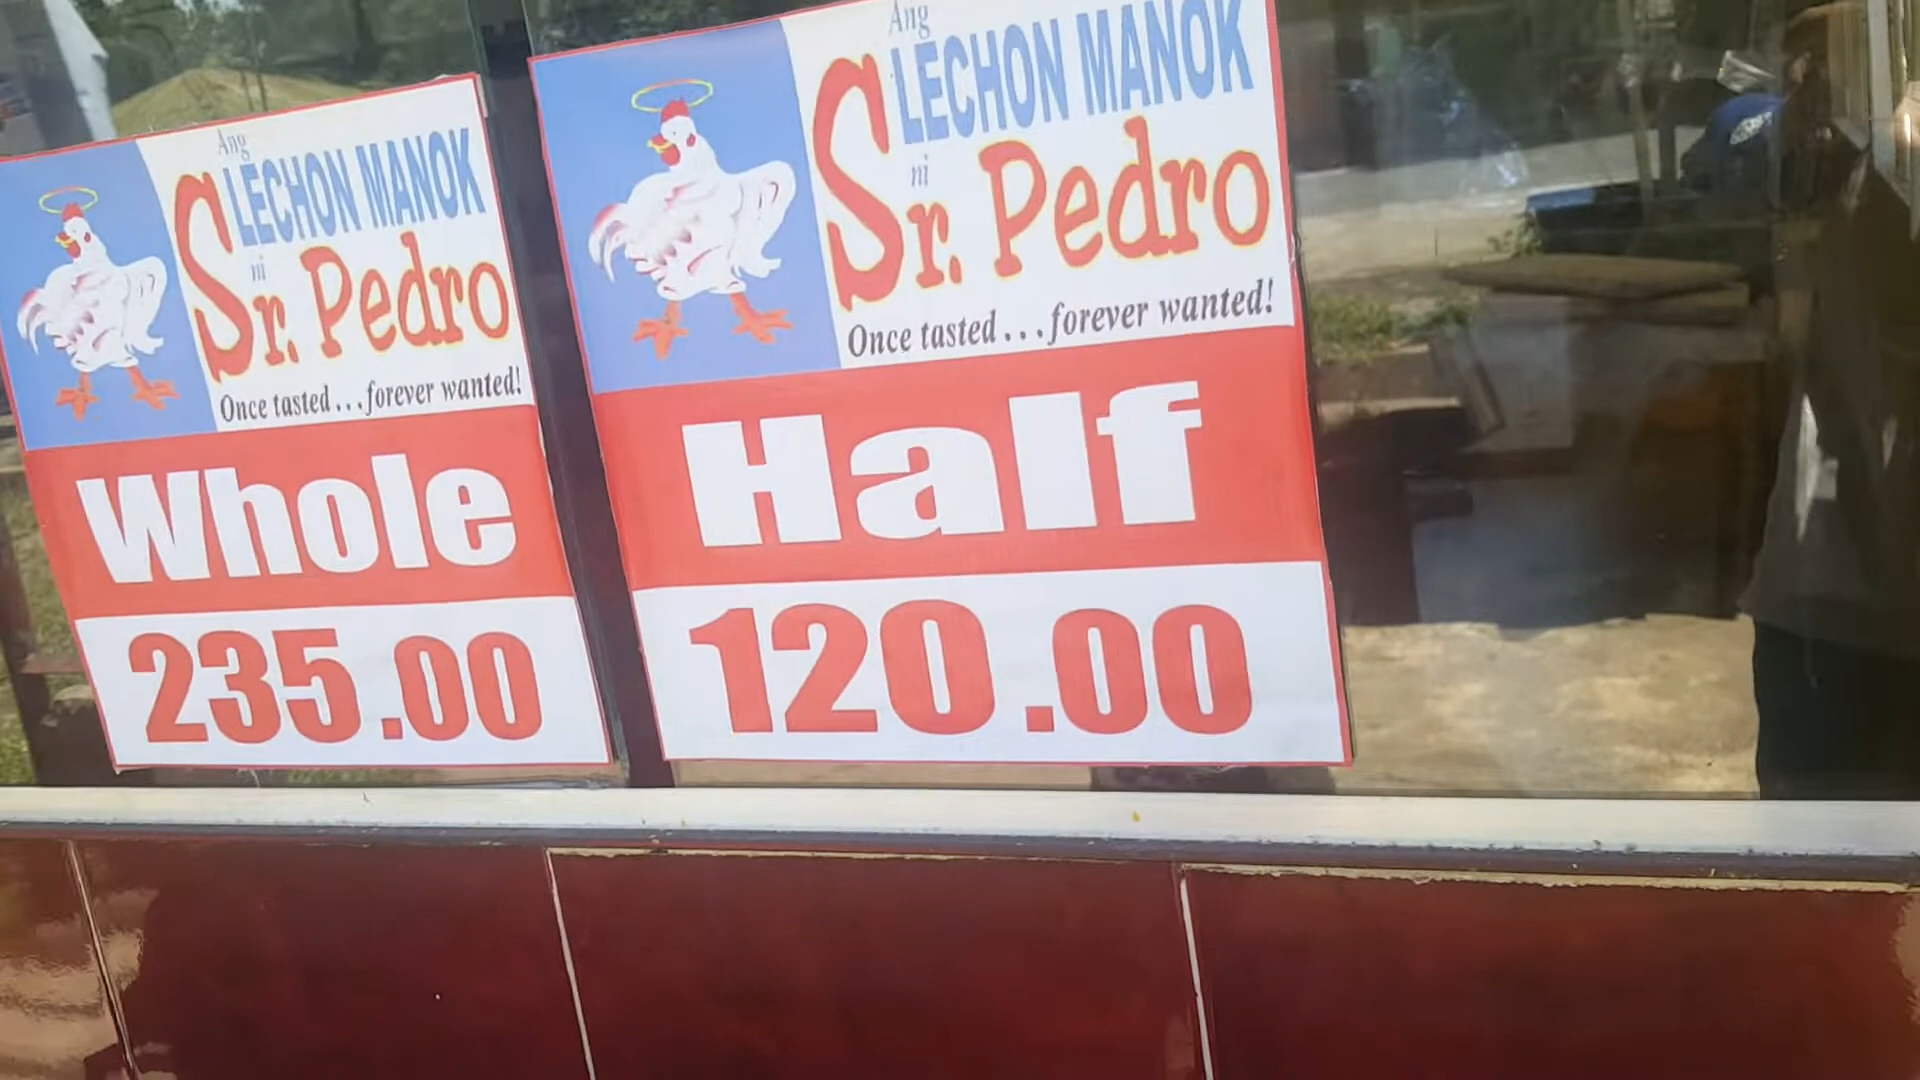 Ang
LECHON MANOK
ni
Sr. Pedro
Once tasted...forever wanted!
Whole
235.00
Ang
LECHON MANOK
ni
Sr. Pedro
Once tasted...forever wanted!
Half
120.00